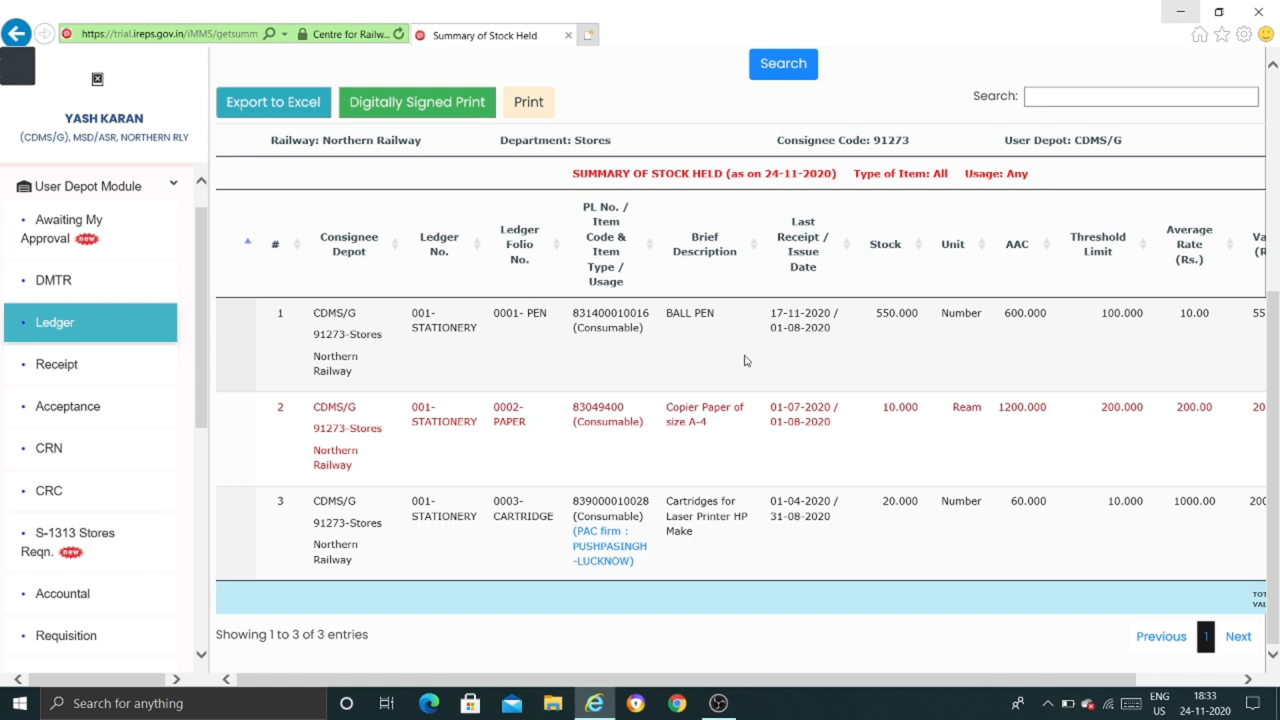 https://trial.ireps.gov.in/iMMS/getsumm
Centre for Railw...
Summary of Stock Held
YASH KARAN
(CDMS/G), MSD/ASR, NORTHERN RLY
User Depot Module
Awaiting My
Approval new
DMTR
Ledger
Receipt
Acceptance
CRN
CRC
S-1313 Stores
Reqn. new
Accountal
Requisition
Search
Export to Excel
Digitally Signed Print
Print
Search:
Railway: Northern Railway
Department: Stores
Consignee Code: 91273
User Depot: CDMS/G
SUMMARY OF STOCK HELD (as on 24-11-2020) Type of Item: All Usage: Any
#
Consignee
Depot
Ledger
No.
Ledger
Folio
No.
PL No. /
Item
Code &
Item
Type /
Usage
Brief
Description
Last
Receipt /
Issue
Date
Stock
Unit
AAC
Threshold
Limit
Average
Rate
(Rs.)
Va
(R
1
CDMS/G
91273-Stores
Northern
Railway
001-
STATIONERY
0001- PEN
831400010016
(Consumable)
BALL PEN
17-11-2020 /
01-08-2020
550.000
Number
600.000
100.000
10.00
55
2
CDMS/G
91273-Stores
Northern
Railway
001-
STATIONERY
0002-
PAPER
83049400
(Consumable)
Copier Paper of
size A-4
01-07-2020 /
01-08-2020
10.000
Ream
1200.000
200.000
200.00
20
3
CDMS/G
91273-Stores
Northern
Railway
001-
STATIONERY
0003-
CARTRIDGE
839000010028
(Consumable)
(PAC firm :
PUSHPASINGH
-LUCKNOW)
Cartridges for
Laser Printer HP
Make
01-04-2020 /
31-08-2020
20.000
Number
60.000
10.000
1000.00
200
TOT
VAL
Showing 1 to 3 of 3 entries
Previous
1
Next
Search for anything
ENG
US
18:33
24-11-2020